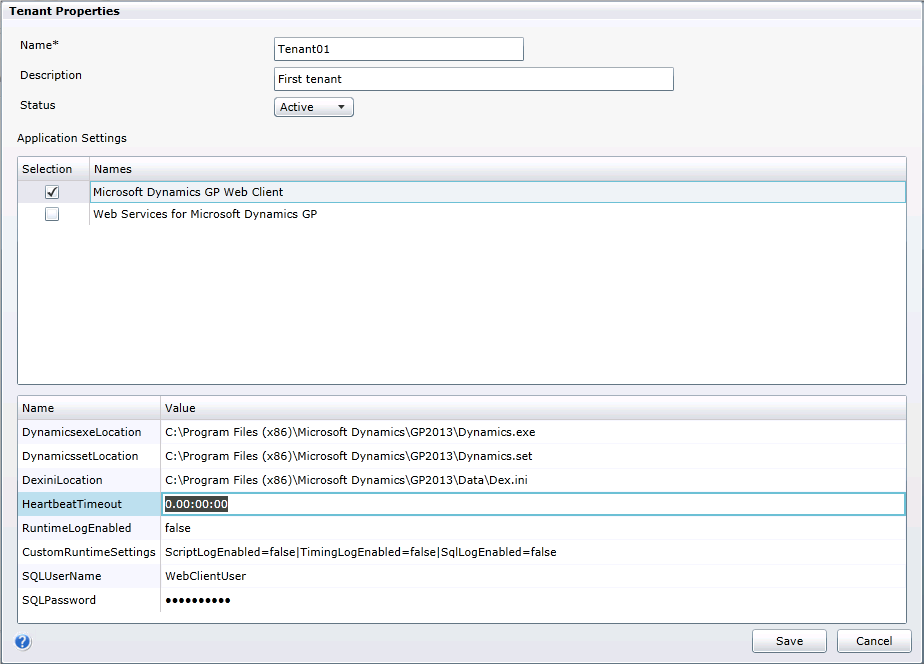 Tenant Properties
Name*
Tenant01
Description
First tenant
Status
Active
Application Settings
Selection Names
Microsoft Dynamics GP Web Client
Web Services for Microsoft Dynamics GP
Name Value
DynamicsexeLocation C:\Program Files (x86)\Microsoft Dynamics\GP2013\Dynamics.exe
DynamicssetLocation C:\Program Files (x86)\Microsoft Dynamics\GP2013\Dynamics.set
DexiniLocation C:\Program Files (x86)\Microsoft Dynamics\GP2013\Data\Dex.ini
HeartbeatTimeout 0.00:00:00
RuntimeLogEnabled false
CustomRuntimeSettings ScriptLogEnabled=false|TimingLogEnabled=false|SqlLogEnabled=false
SQLUserName WebClientUser
SQLPassword ●●●●●●●●●●
? Save Cancel